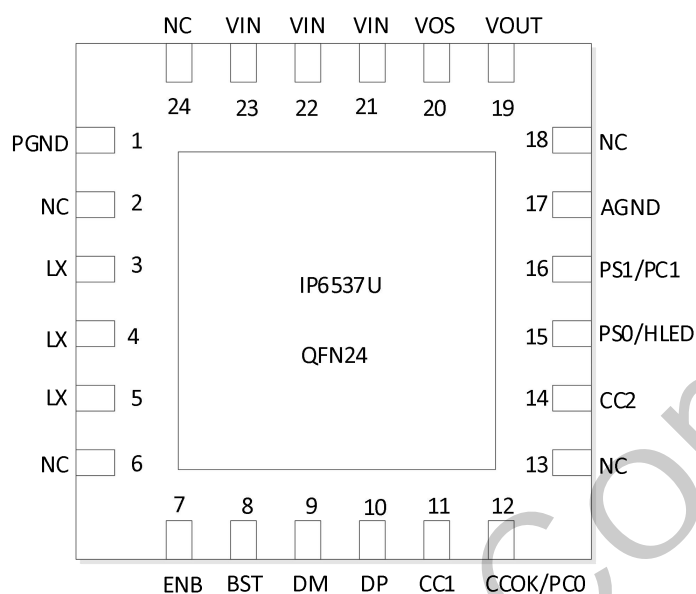 NC VIN VIN VIN VOS VOUT
24 23 22 21 20 19
PGND 1 18 NC
NC 2 17 AGND
LX 3 16 PS1/PC1
IP6537U
LX 4 15 PS0/HLED
QFN24
LX 5 14 CC2
NC 6 13 NC
7 8 9 10 11 12
ENB BST DM DP CC1 CCOK/PC0